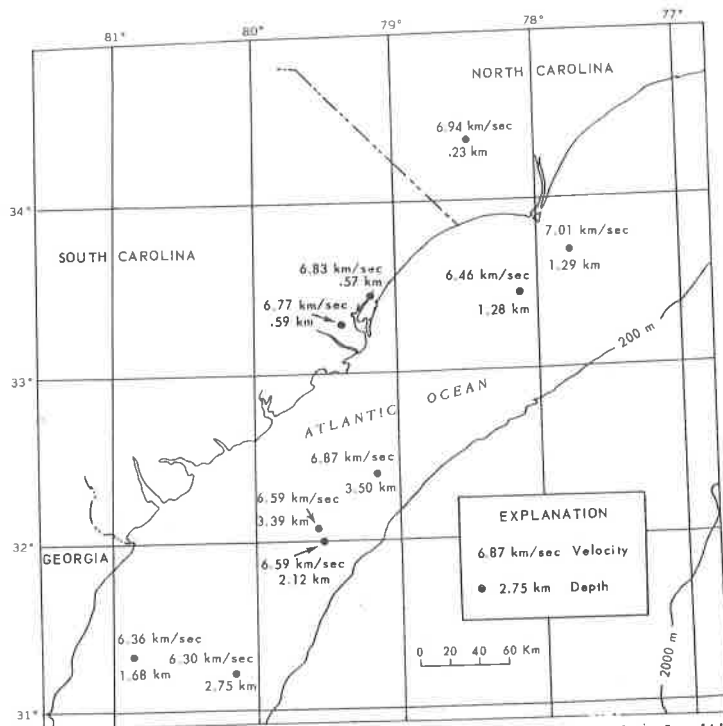 81°
80°
79°
78°
77°
NORTH CAROLINA
6.94 km/sec
.23 km
34°
SOUTH CAROLINA
7.01 km/sec
1.29 km
6.83 km/sec
.57 km
6.46 km/sec
1.28 km
6.77 km/sec
.59 km
200 m
33°
ATLANTIC OCEAN
6.87 km/sec
3.50 km
6.59 km/sec
3.39 km
EXPLANATION
6.87 km/sec Velocity
2.75 km Depth
32°
GEORGIA
6.59 km/sec
2.12 km
6.36 km/sec
1.68 km
6.30 km/sec
2.75 km
0 20 40 60 Km
2000 m
31°